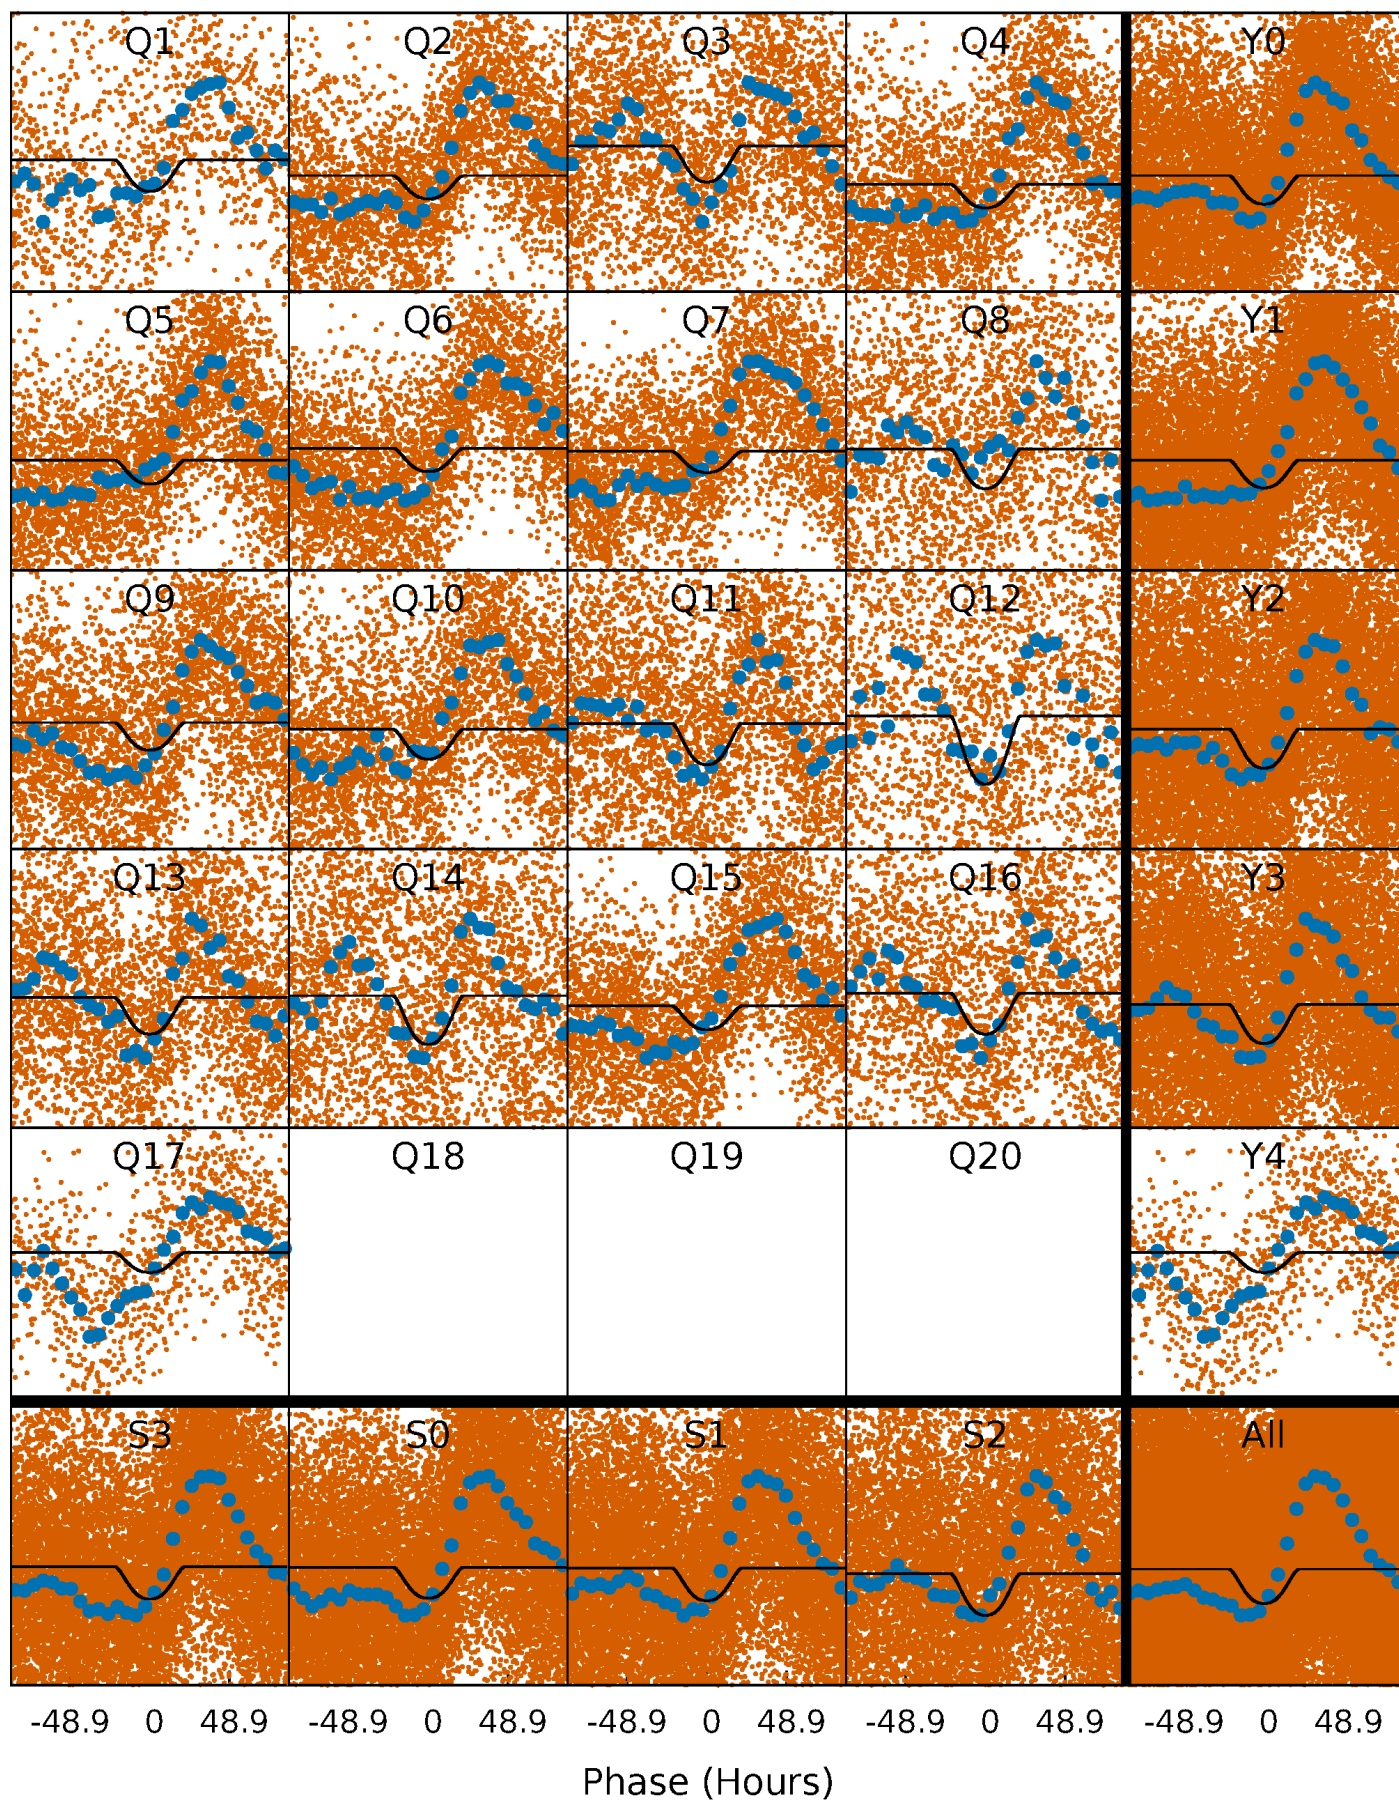 Q1 Q2 Q3 Q4 Y0
Q5 Q6 Q7 Q8 Y1
Q9 Q10 Q11 Q12 Y2
Q13 Q14 Q15 Q16 Y3
Q17 Q18 Q19 Q20 Y4
S3 S0 S1 S2 All
-48.9 0 48.9 -48.9 0 48.9 -48.9 0 48.9 -48.9 0 48.9 -48.9 0 48.9
Phase (Hours)